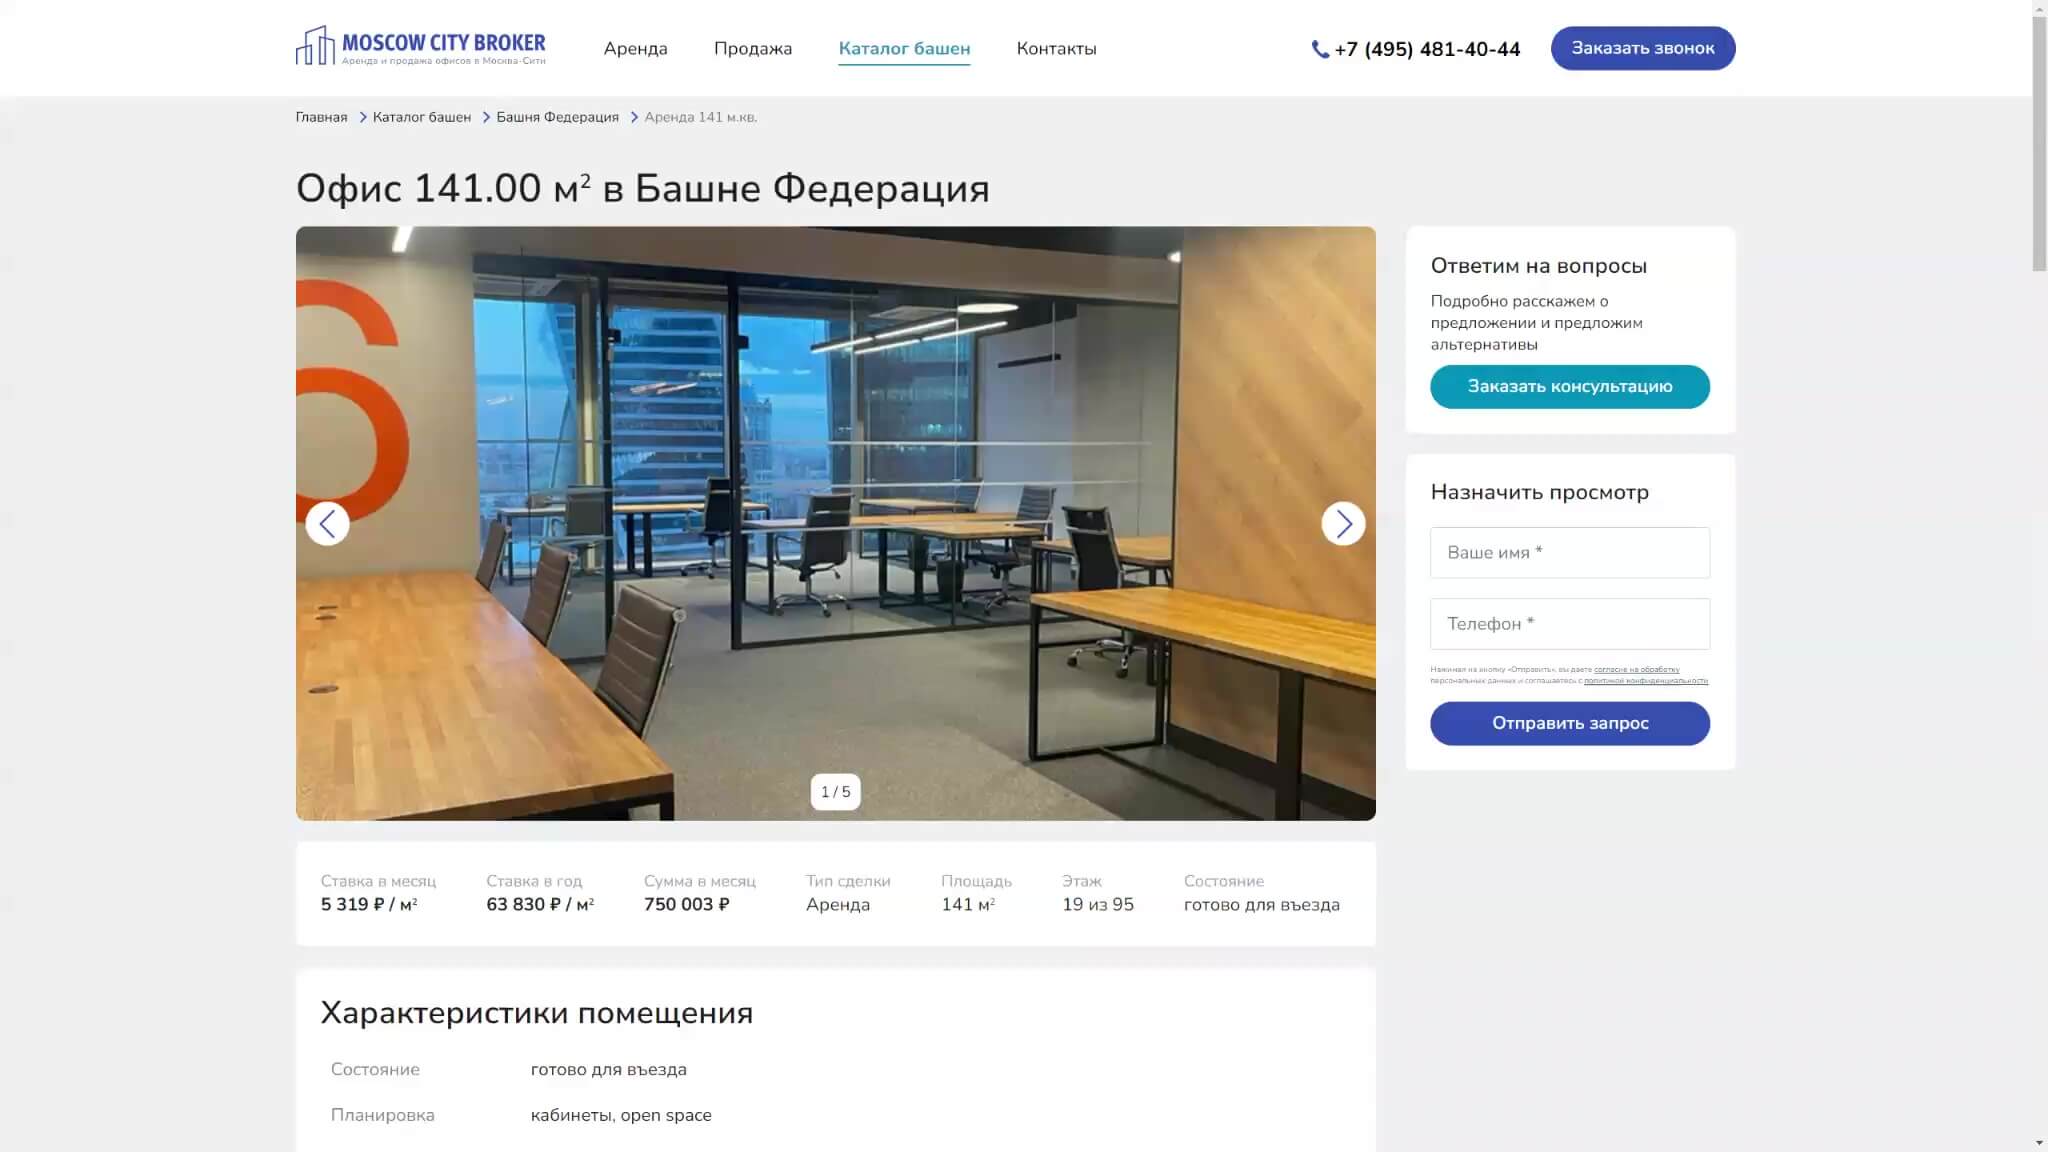 MOSCOW CITY BROKER
Аренда и продажа офисов в Москва-Сити
Аренда
Продажа
Каталог башен
Контакты
+7 (495) 481-40-44
Заказать звонок
Главная
Каталог башен
Башня Федерация
Аренда 141 м.кв.
Офис 141.00 м² в Башне Федерация
6
1 / 5
Ответим на вопросы
Подробно расскажем о
предложении и предложим
альтернативы
Заказать консультацию
Назначить просмотр
Ваше имя *
Телефон *
Нажимая на кнопку «Отправить», вы даете согласие на обработку
персональных данных и соглашаетесь с политикой конфиденциальности
Отправить запрос
Ставка в месяц
5 319 ₽ / м²
Ставка в год
63 830 ₽ / м²
Сумма в месяц
750 003 ₽
Тип сделки
Аренда
Площадь
141 м²
Этаж
19 из 95
Состояние
готово для въезда
Характеристики помещения
Состояние
готово для въезда
Планировка
кабинеты, open space